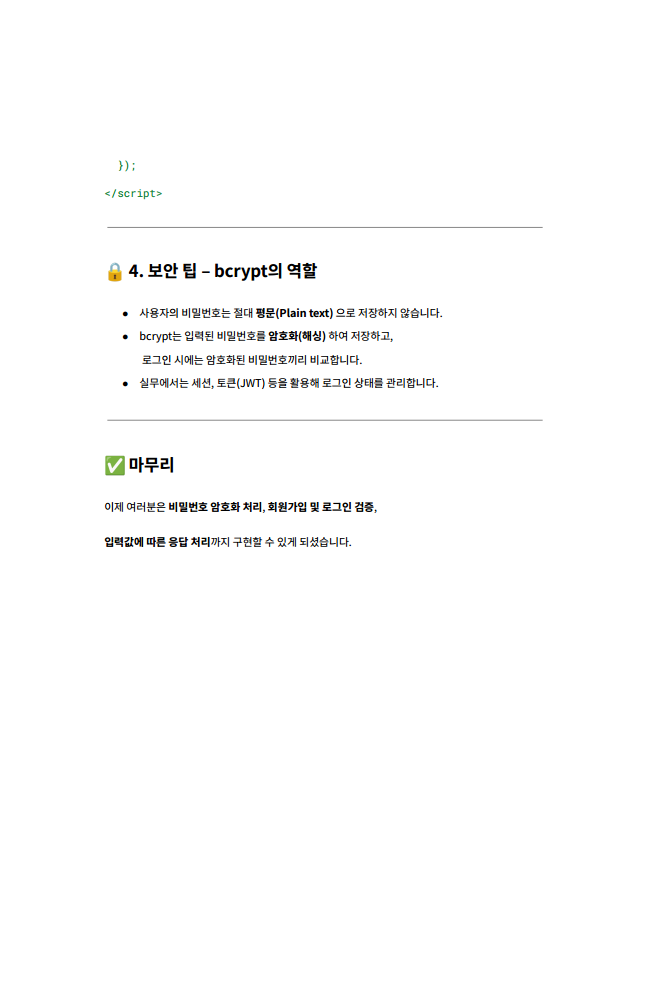 });
</script>
🔒 4. 보안 팁 – bcrypt의 역할
● 사용자의 비밀번호는 절대 평문(Plain text) 으로 저장하지 않습니다.
● bcrypt는 입력된 비밀번호를 암호화(해싱) 하여 저장하고,
로그인 시에는 암호화된 비밀번호끼리 비교합니다.
● 실무에서는 세션, 토큰(JWT) 등을 활용해 로그인 상태를 관리합니다.
✅ 마무리
이제 여러분은 비밀번호 암호화 처리, 회원가입 및 로그인 검증,
입력값에 따른 응답 처리까지 구현할 수 있게 되셨습니다.